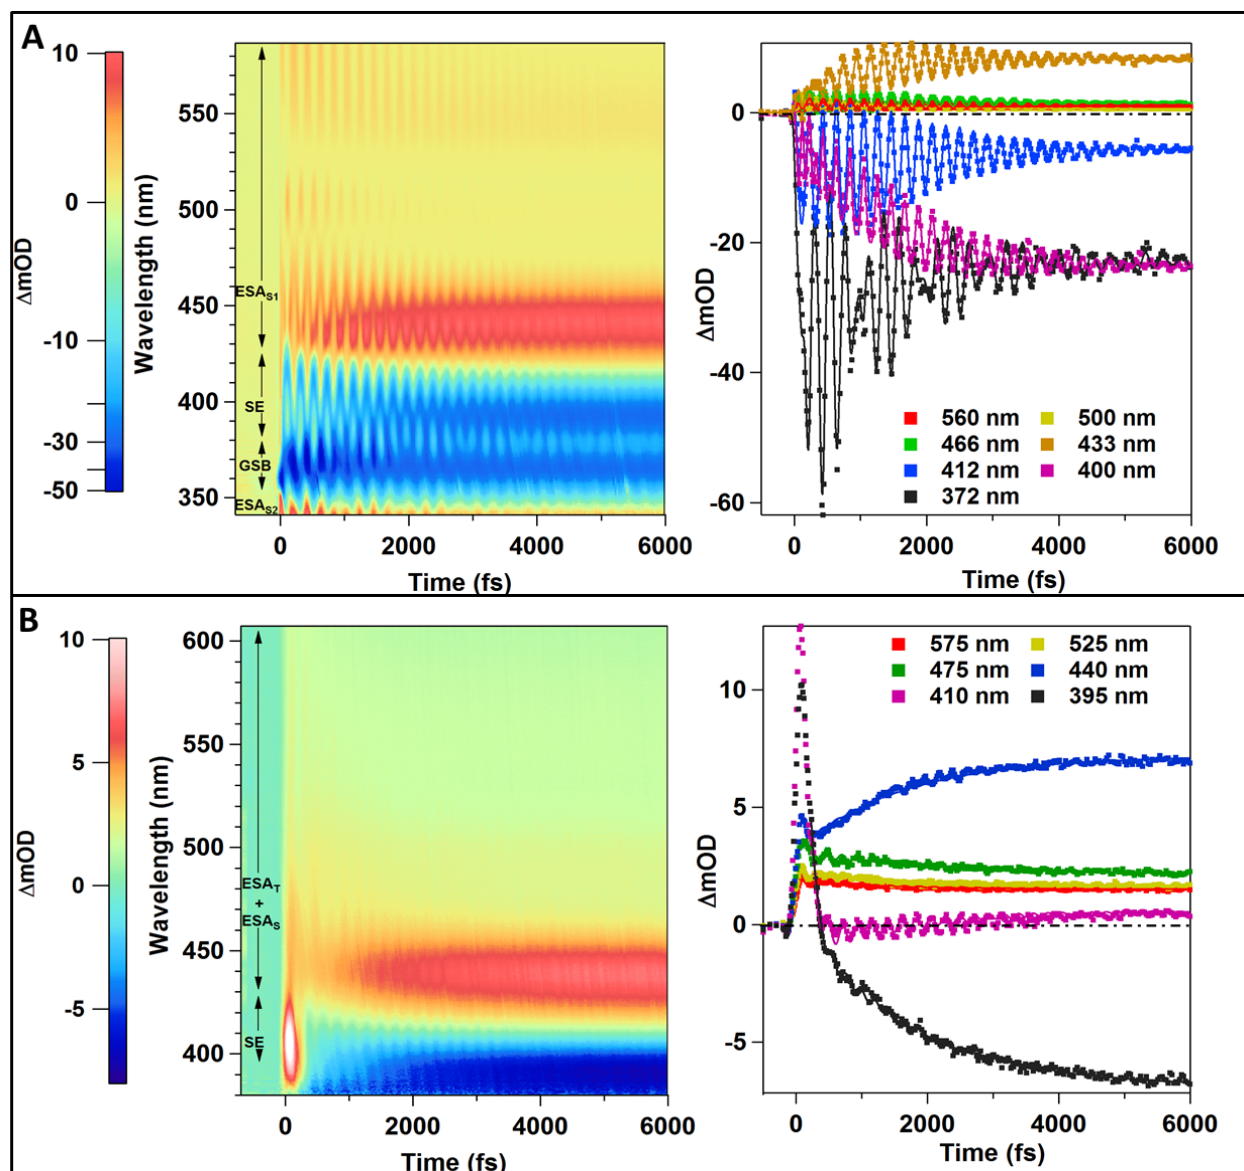 A
10
0
-10
-30
-50
ΔmOD
Wavelength (nm)
550
500
450
400
350
ESAS1
SE
GSB
ESAS2
0 2000 4000 6000
Time (fs)
ΔmOD
0
-20
-40
-60
560 nm 500 nm
466 nm 433 nm
412 nm 400 nm
372 nm
0 2000 4000 6000
Time (fs)
B
10
5
0
-5
ΔmOD
Wavelength (nm)
600
550
500
450
400
ESAT
+
ESAS
SE
0 2000 4000 6000
Time (fs)
ΔmOD
10
5
0
-5
575 nm 525 nm
475 nm 440 nm
410 nm 395 nm
0 2000 4000 6000
Time (fs)